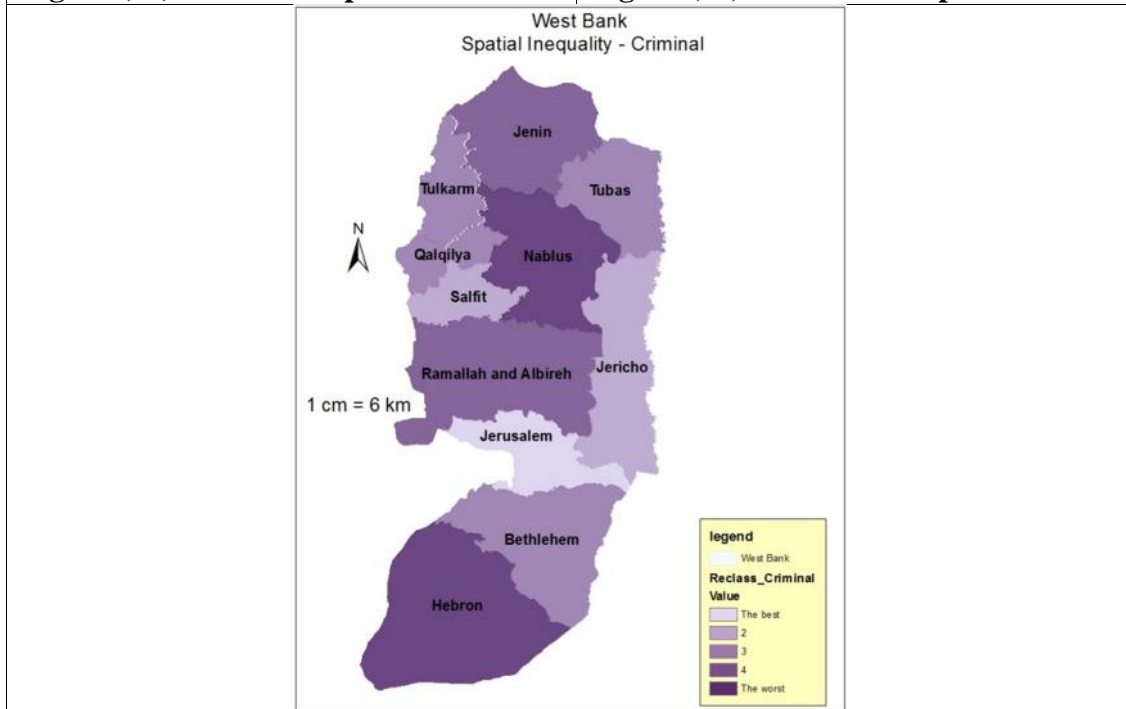 West Bank
Spatial Inequality - Criminal
Jenin
Tulkarm
Tubas
N
Qalqilya
Nablus
Salfit
Ramallah and Albireh
Jericho
1 cm = 6 km
Jerusalem
Bethlehem
Hebron
legend
West Bank
Reclass_Criminal
Value
The best
2
3
4
The worst